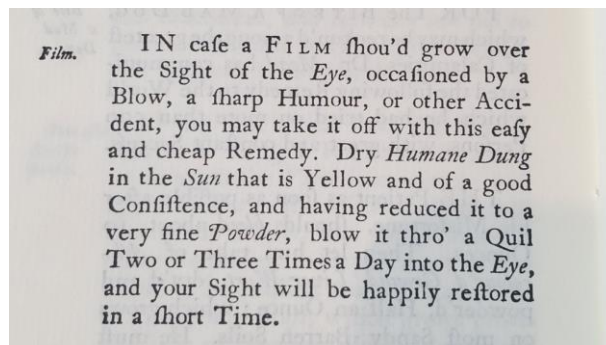 Film.
IN caſe a FILM ſhou'd grow over
the Sight of the Eye, occaſioned by a
Blow, a ſharp Humour, or other Acci-
dent, you may take it off with this eaſy
and cheap Remedy. Dry Humane Dung
in the Sun that is Yellow and of a good
Conſiſtence, and having reduced it to a
very fine Powder, blow it thro' a Quil
Two or Three Times a Day into the Eye,
and your Sight will be happily reſtored
in a ſhort Time.